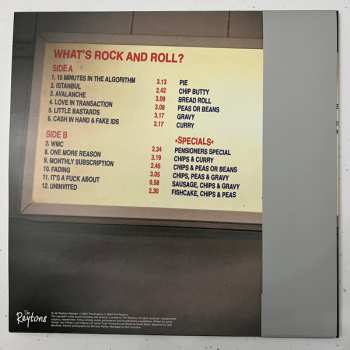 WHAT'S ROCK AND ROLL?
SIDE A
1. 15 MINUTES IN THE ALGORITHM 3.13 PIE
2. ISTANBUL 2.42 CHIP BUTTY
3. AVALANCHE 3.09 BREAD ROLL
4. LOVE IN TRANSACTION 3.08 PEAS OR BEANS
5. LITTLE BASTARDS 3.17 GRAVY
6. CASH IN HAND & FAKE IDS 3.17 CURRY
SIDE B •SPECIALS•
7. WMC 2.34 PENSIONERS SPECIAL
8. ONE MORE REASON 3.19 CHIPS & CURRY
9. MONTHLY SUBSCRIPTION 2.45 CHIPS & PEAS OR BEANS
10. FADING 3.05 CHIPS, PEAS & GRAVY
11. IT'S A FUCK ABOUT 0.58 SAUSAGE, CHIPS & GRAVY
12. UNINVITED 2.30 FISHCAKE, CHIPS & PEAS
The
Reytons